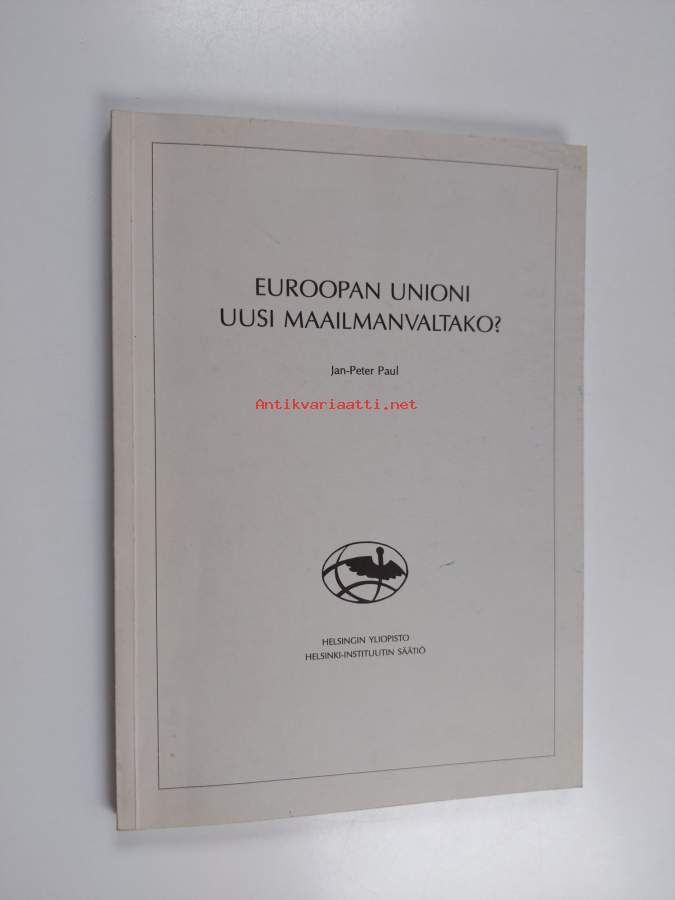 EUROOPAN UNIONI
UUSI MAAILMANVALTAKO?
Jan-Peter Paul
Antikvariaatti.net
HELSINGIN YLIOPISTO
HELSINKI-INSTITUUTIN SÄÄTIÖ